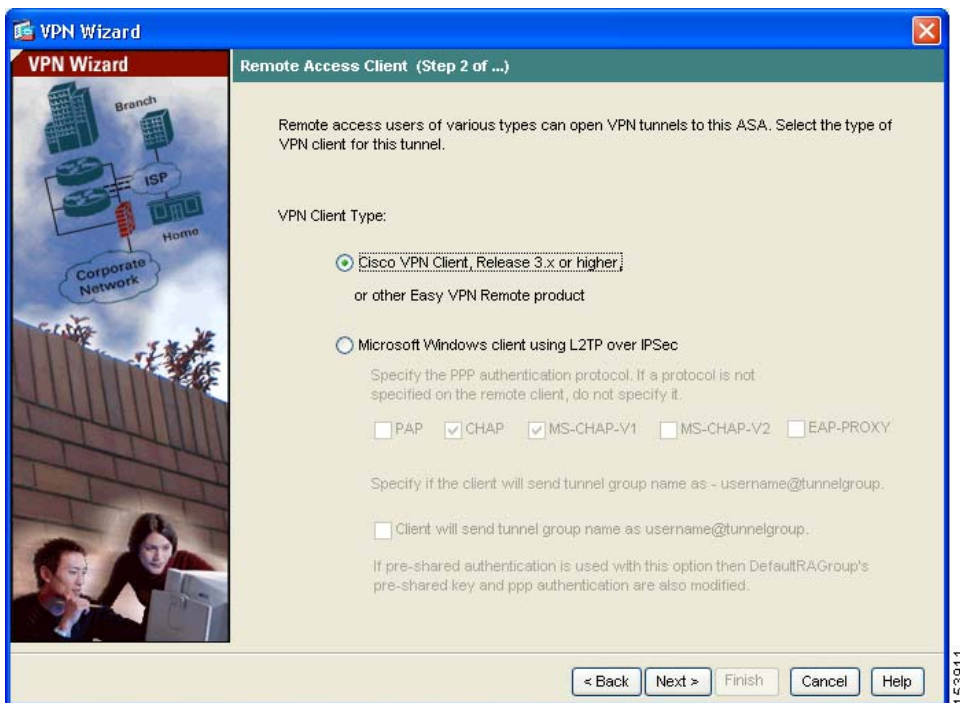 VPN Wizard
VPN Wizard
Branch
ISP
Home
Corporate
Network
Remote Access Client (Step 2 of ...)
Remote access users of various types can open VPN tunnels to this ASA. Select the type of
VPN client for this tunnel.
VPN Client Type:
Cisco VPN Client, Release 3.x or higher,
or other Easy VPN Remote product
Microsoft Windows client using L2TP over IPSec
Specify the PPP authentication protocol. If a protocol is not
specified on the remote client, do not specify it.
PAP CHAP MS-CHAP-V1 MS-CHAP-V2 EAP-PROXY
Specify if the client will send tunnel group name as - username@tunnelgroup.
Client will send tunnel group name as username@tunnelgroup.
If pre-shared authentication is used with this option then DefaultRAGroup's
pre-shared key and ppp authentication are also modified.
< Back Next > Finish Cancel Help
153911